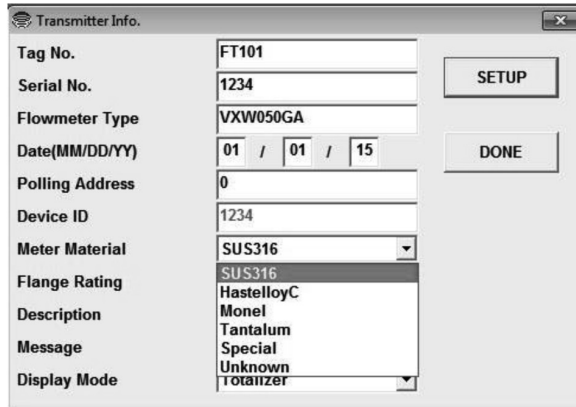 Transmitter Info.
Tag No. FT101
Serial No. 1234
SETUP
Flowmeter Type VXW050GA
Date(MM/DD/YY) 01 / 01 / 15
DONE
Polling Address 0
Device ID 1234
Meter Material SUS316
SUS316
Flange Rating
HastelloyC
Monel
Description
Tantalum
Message
Special
Unknown
Display Mode Totalizer